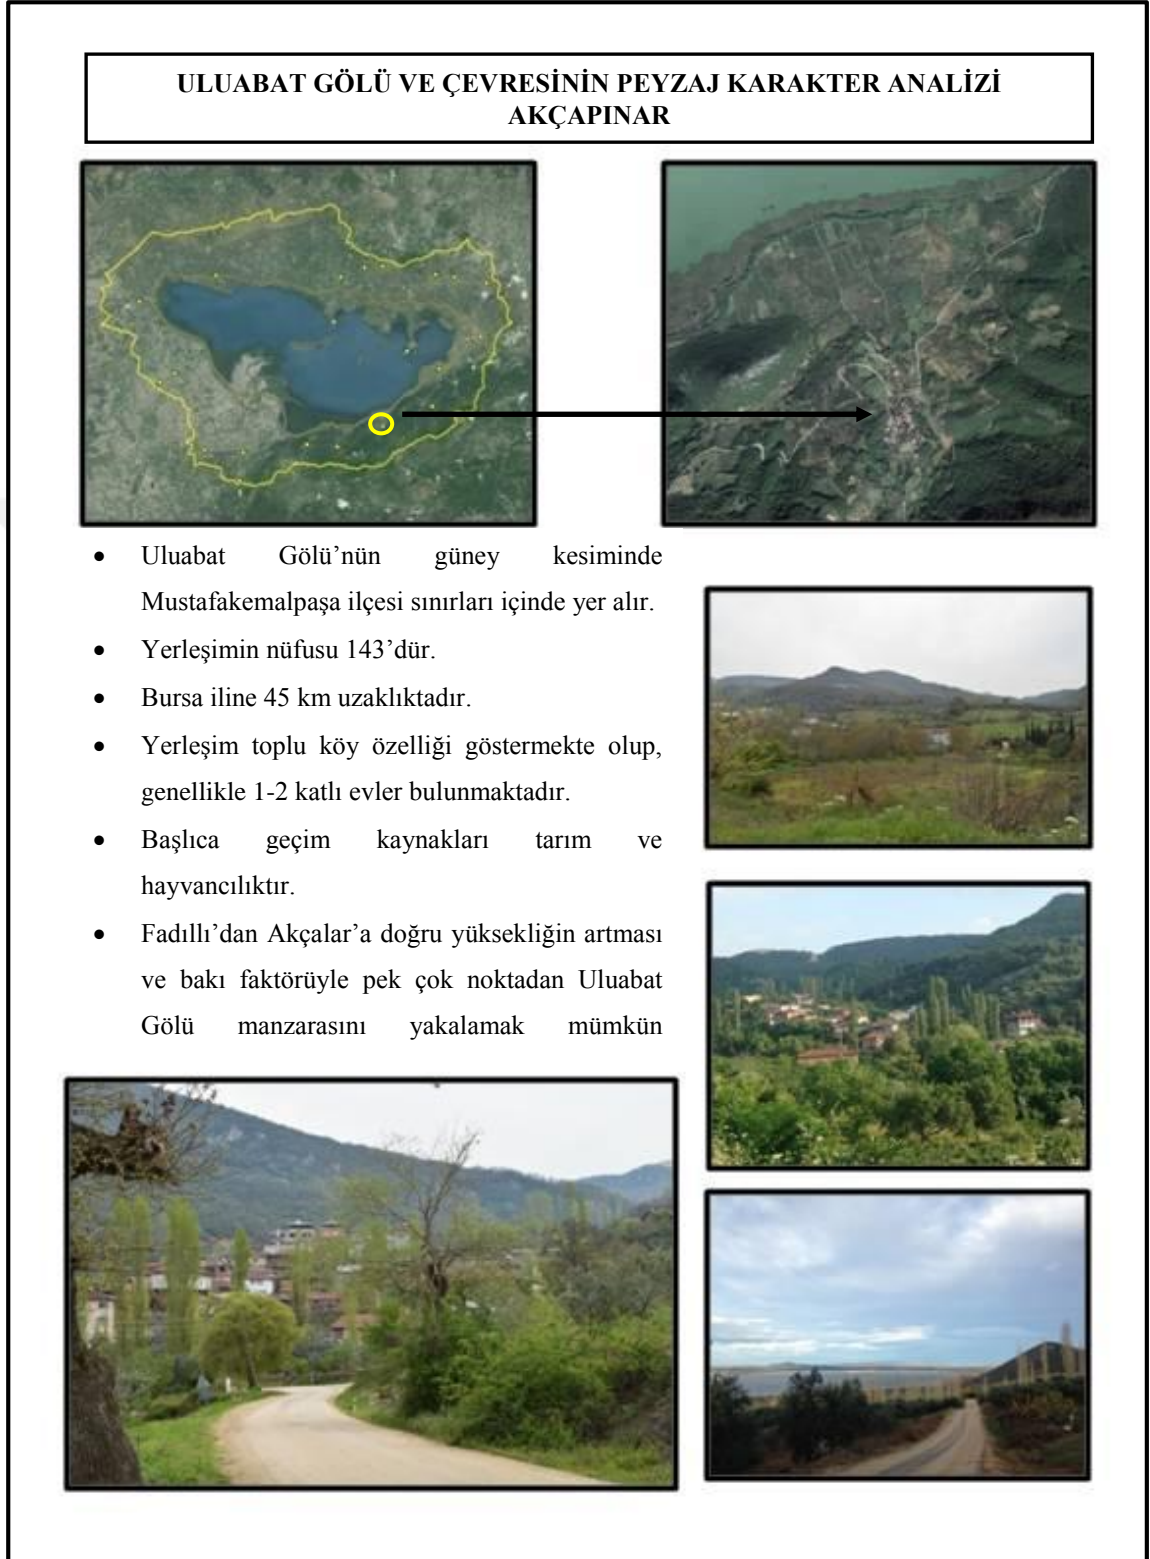 ULUABAT GÖLÜ VE ÇEVRESİNİN PEYZAJ KARAKTER ANALİZİ
AKÇAPINAR
• Uluabat Gölü’nün güney kesiminde
Mustafakemalpaşa ilçesi sınırları içinde yer alır.
• Yerleşimin nüfusu 143’dür.
• Bursa iline 45 km uzaklıktadır.
• Yerleşim toplu köy özelliği göstermekte olup,
genellikle 1-2 katlı evler bulunmaktadır.
• Başlıca geçim kaynakları tarım ve
hayvancılıktır.
• Fadıllı’dan Akçalar’a doğru yüksekliğin artması
ve bakı faktörüyle pek çok noktadan Uluabat
Gölü manzarasını yakalamak mümkün